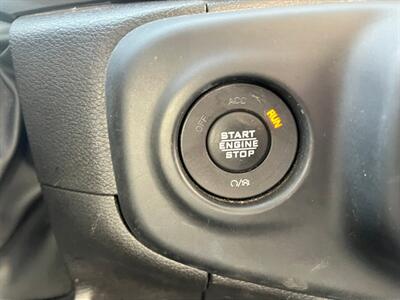 OFF
ACC
RUN
START
ENGINE
STOP